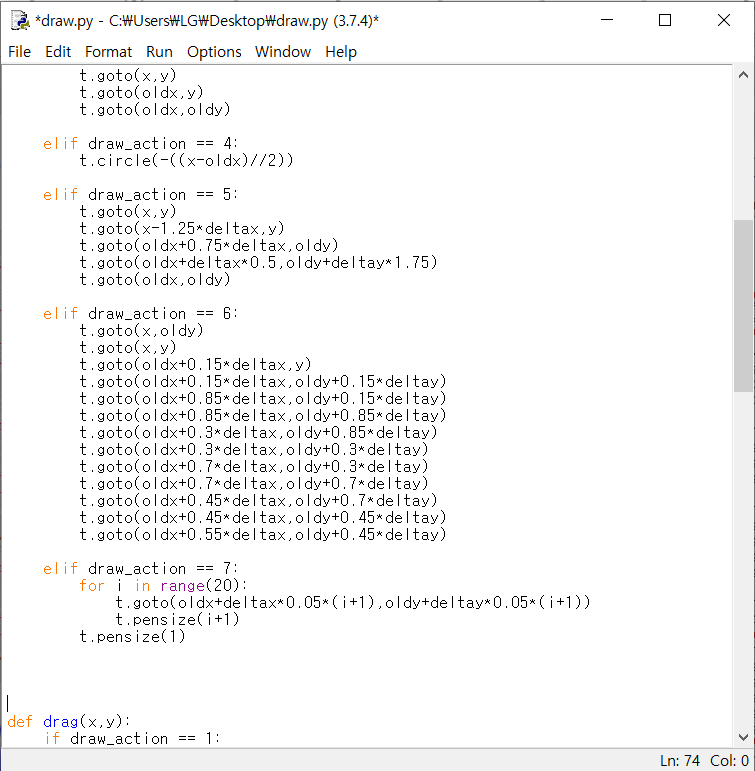 *draw.py - C:₩Users₩LG₩Desktop₩draw.py (3.7.4)*
File Edit Format Run Options Window Help
        t.goto(x,y)
        t.goto(oldx,y)
        t.goto(oldx,oldy)

    elif draw_action == 4:
        t.circle(-((x-oldx)//2))

    elif draw_action == 5:
        t.goto(x,y)
        t.goto(x-1.25*deltax,y)
        t.goto(oldx+0.75*deltax,oldy)
        t.goto(oldx+deltax*0.5,oldy+deltay*1.75)
        t.goto(oldx,oldy)

    elif draw_action == 6:
        t.goto(x,oldy)
        t.goto(x,y)
        t.goto(oldx+0.15*deltax,y)
        t.goto(oldx+0.15*deltax,oldy+0.15*deltay)
        t.goto(oldx+0.85*deltax,oldy+0.15*deltay)
        t.goto(oldx+0.85*deltax,oldy+0.85*deltay)
        t.goto(oldx+0.3*deltax,oldy+0.85*deltay)
        t.goto(oldx+0.3*deltax,oldy+0.3*deltay)
        t.goto(oldx+0.7*deltax,oldy+0.3*deltay)
        t.goto(oldx+0.7*deltax,oldy+0.7*deltay)
        t.goto(oldx+0.45*deltax,oldy+0.7*deltay)
        t.goto(oldx+0.45*deltax,oldy+0.45*deltay)
        t.goto(oldx+0.55*deltax,oldy+0.45*deltay)

    elif draw_action == 7:
        for i in range(20):
            t.goto(oldx+deltax*0.05*(i+1),oldy+deltay*0.05*(i+1))
            t.pensize(i+1)
        t.pensize(1)

def drag(x,y):
    if draw_action == 1:
Ln: 74 Col: 0